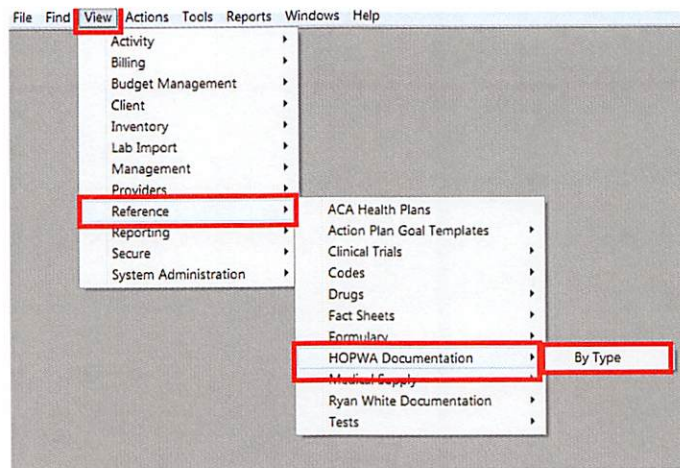 File Find View Actions Tools Reports Windows Help
Activity
Billing
Budget Management
Client
Inventory
Lab Import
Management
Providers
Reference
Reporting
Secure
System Administration
ACA Health Plans
Action Plan Goal Templates
Clinical Trials
Codes
Drugs
Fact Sheets
Formulary
HOPWA Documentation
By Type
Medical Supply
Ryan White Documentation
Tests